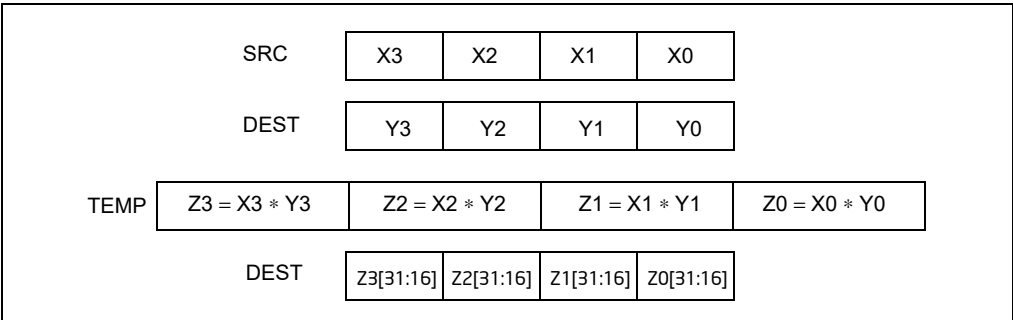 SRC X3 X2 X1 X0
DEST Y3 Y2 Y1 Y0
TEMP Z3 = X3 ∗ Y3 Z2 = X2 ∗ Y2 Z1 = X1 ∗ Y1 Z0 = X0 ∗ Y0
DEST Z3[31:16] Z2[31:16] Z1[31:16] Z0[31:16]